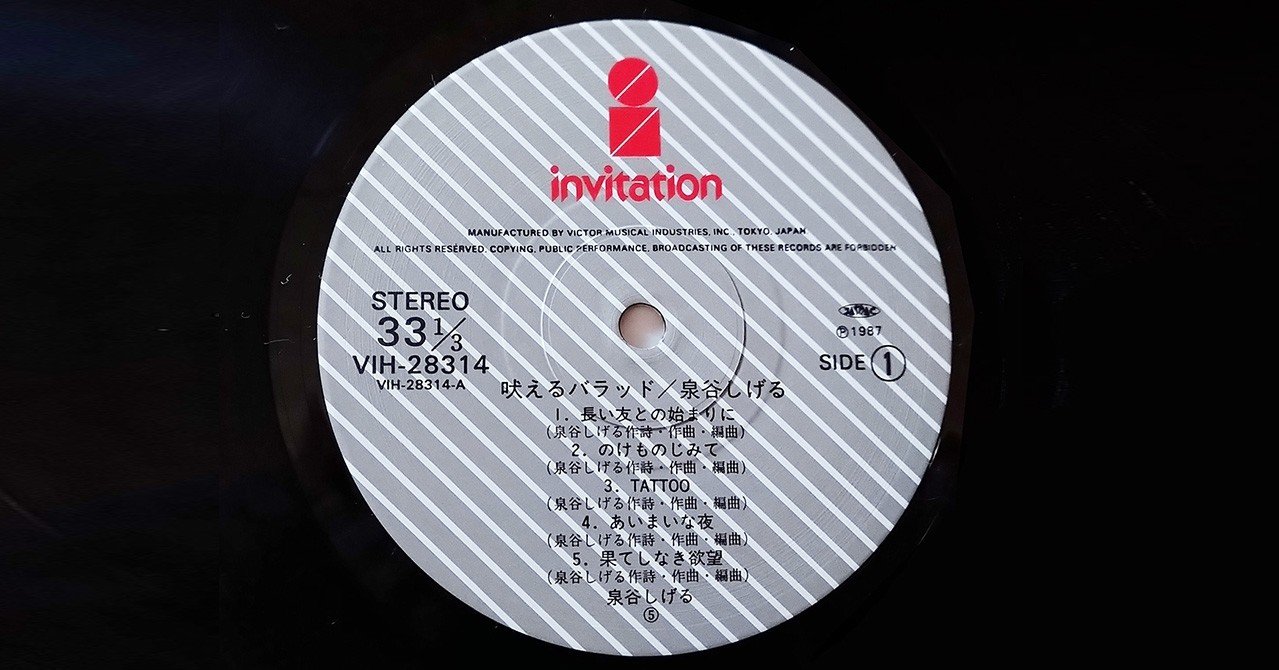 invitation
MANUFACTURED BY VICTOR MUSICAL INDUSTRIES, INC., TOKYO, JAPAN
ALL RIGHTS RESERVED. COPYING, PUBLIC PERFORMANCE, BROADCASTING OF THESE RECORDS ARE FORBIDDEN
STEREO
33 1/3
VIH-28314
VIH-28314-A
JASRAC
Ⓟ1987
SIDE 1
吠えるバラッド／泉谷しげる
1. 長い友との始まりに
(泉谷しげる作詩・作曲・編曲)
2. のけものじみて
(泉谷しげる作詩・作曲・編曲)
3. TATTOO
(泉谷しげる作詩・作曲・編曲)
4. あいまいな夜
(泉谷しげる作詩・作曲・編曲)
5. 果てしなき欲望
(泉谷しげる作詩・作曲・編曲)
泉谷しげる
⑤